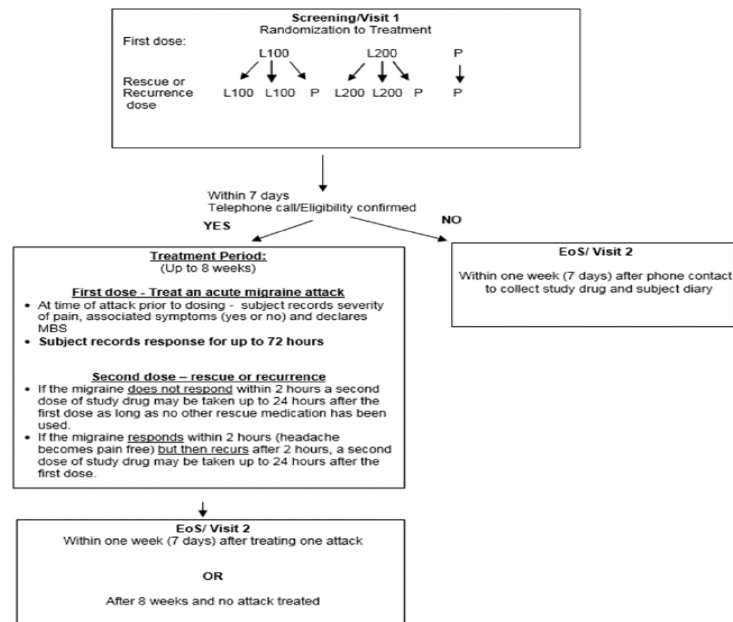 Screening/Visit 1
Randomization to Treatment
First dose:
L100 L200 P
Rescue or
Recurrence
dose
L100 L100 P L200 L200 P P
Within 7 days
Telephone call/Eligibility confirmed
YES
NO
Treatment Period:
(Up to 8 weeks)
First dose - Treat an acute migraine attack
• At time of attack prior to dosing - subject records severity
of pain, associated symptoms (yes or no) and declares
MBS
• Subject records response for up to 72 hours
Second dose – rescue or recurrence
• If the migraine does not respond within 2 hours a second
dose of study drug may be taken up to 24 hours after the
first dose as long as no other rescue medication has been
used.
• If the migraine responds within 2 hours (headache
becomes pain free) but then recurs after 2 hours, a second
dose of study drug may be taken up to 24 hours after the
first dose.
EoS/ Visit 2
Within one week (7 days) after phone contact
to collect study drug and subject diary
EoS/ Visit 2
Within one week (7 days) after treating one attack
OR
After 8 weeks and no attack treated